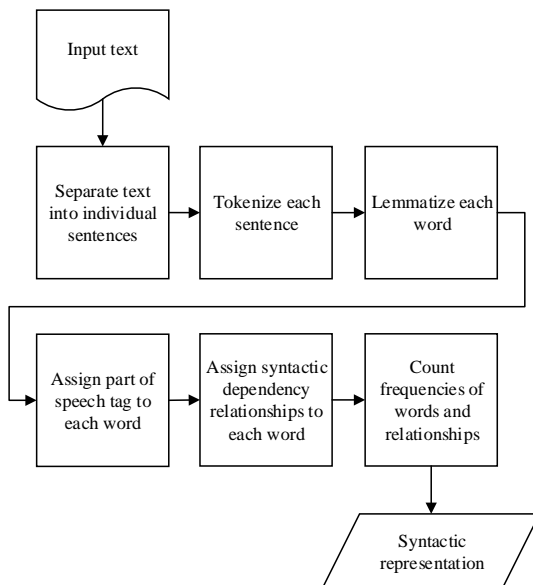 Input text
Separate text
into individual
sentences
Tokenize each
sentence
Lemmatize each
word
Assign part of
speech tag to
each word
Assign syntactic
dependency
relationships to
each word
Count
frequencies of
words and
relationships
Syntactic
representation